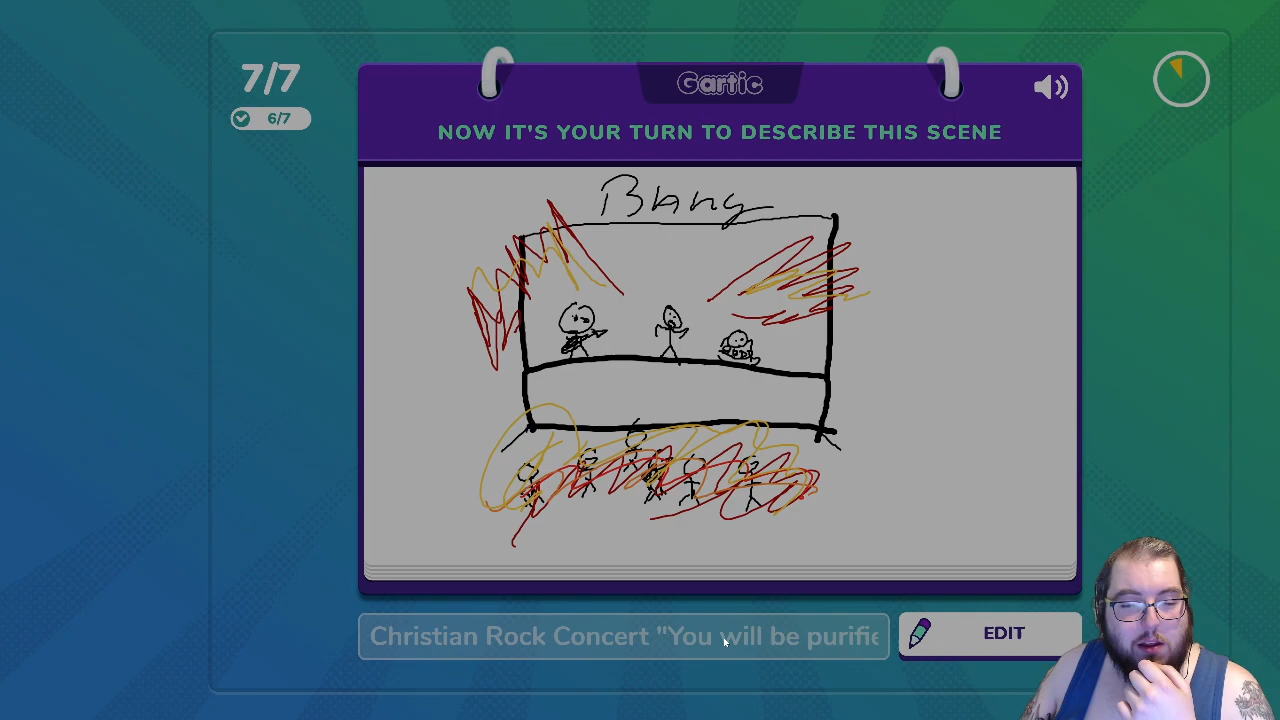 7/7
6/7
Gartic
NOW IT'S YOUR TURN TO DESCRIBE THIS SCENE
Blang
Christian Rock Concert "You will be purifie
EDIT